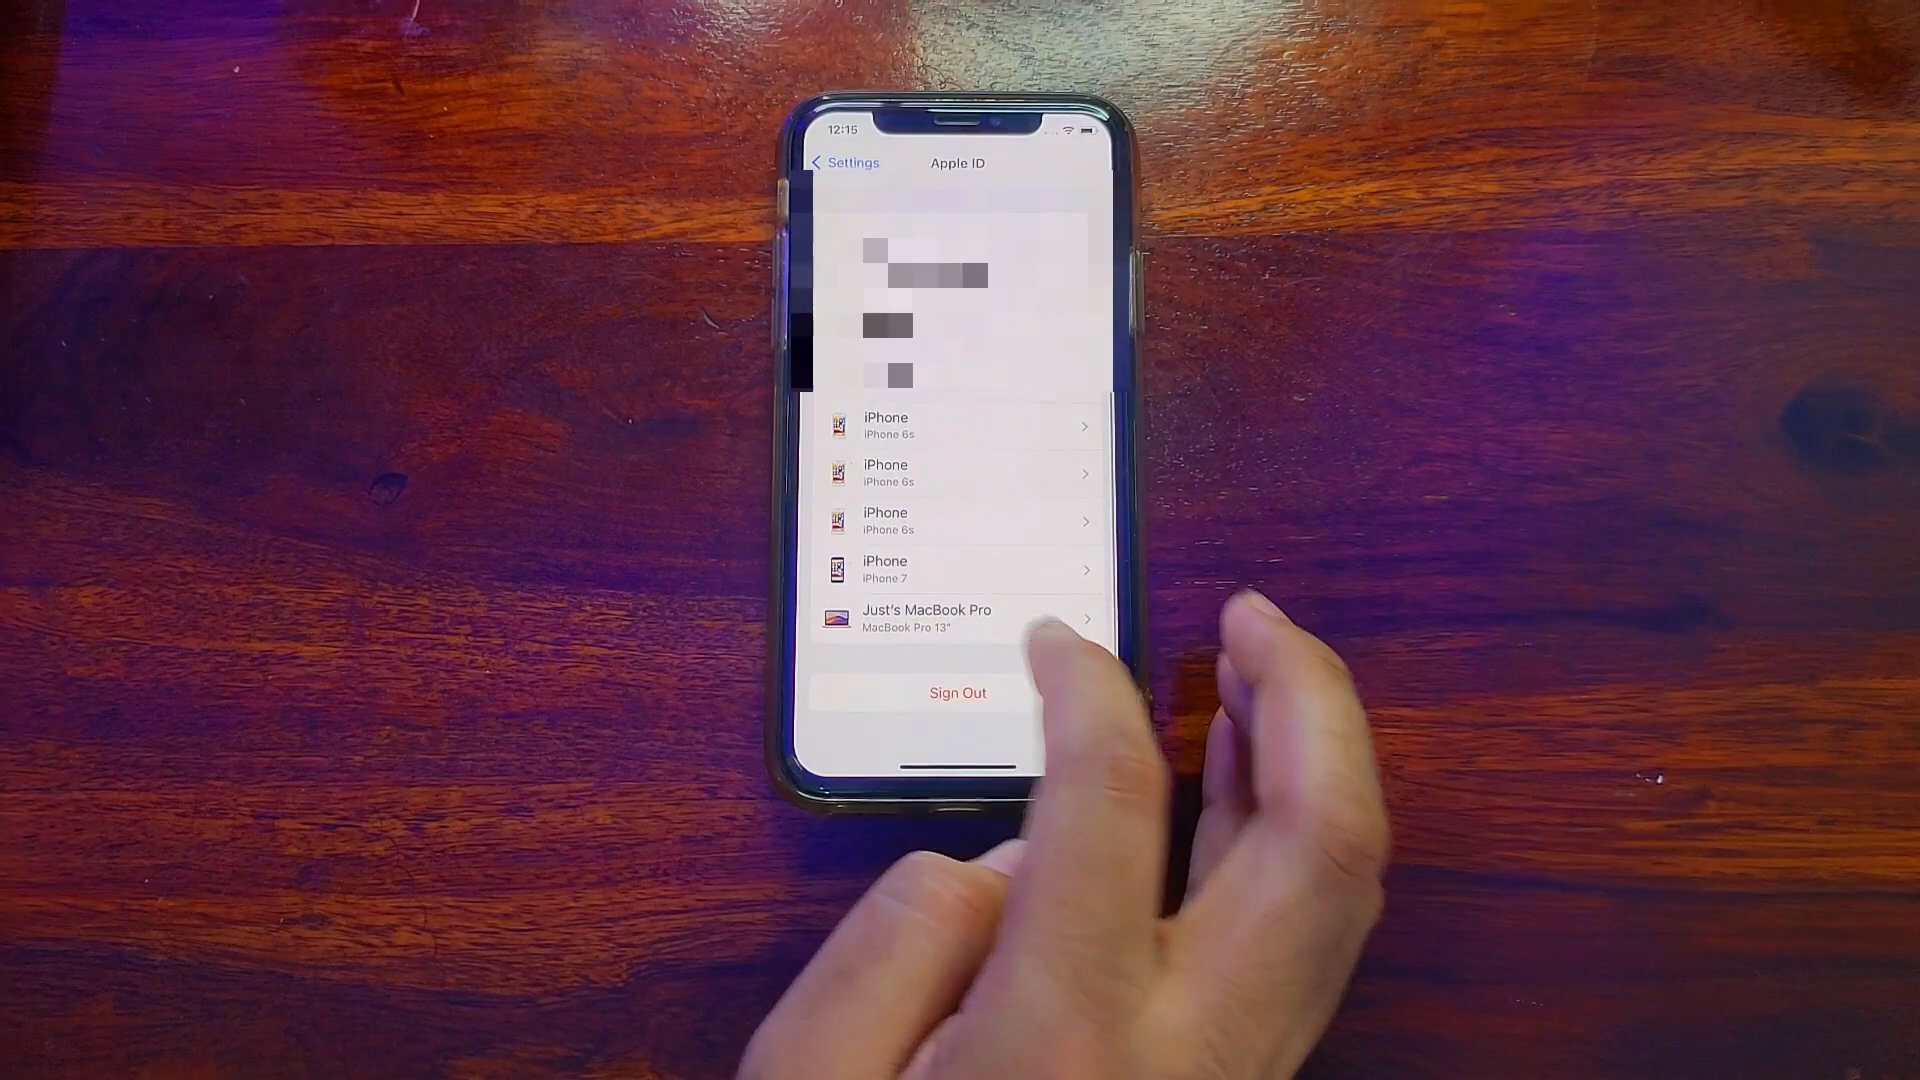 12:15
Settings
Apple ID
iPhone
iPhone 6s
iPhone
iPhone 6s
iPhone
iPhone 6s
iPhone
iPhone 7
Just's MacBook Pro
MacBook Pro 13"
Sign Out